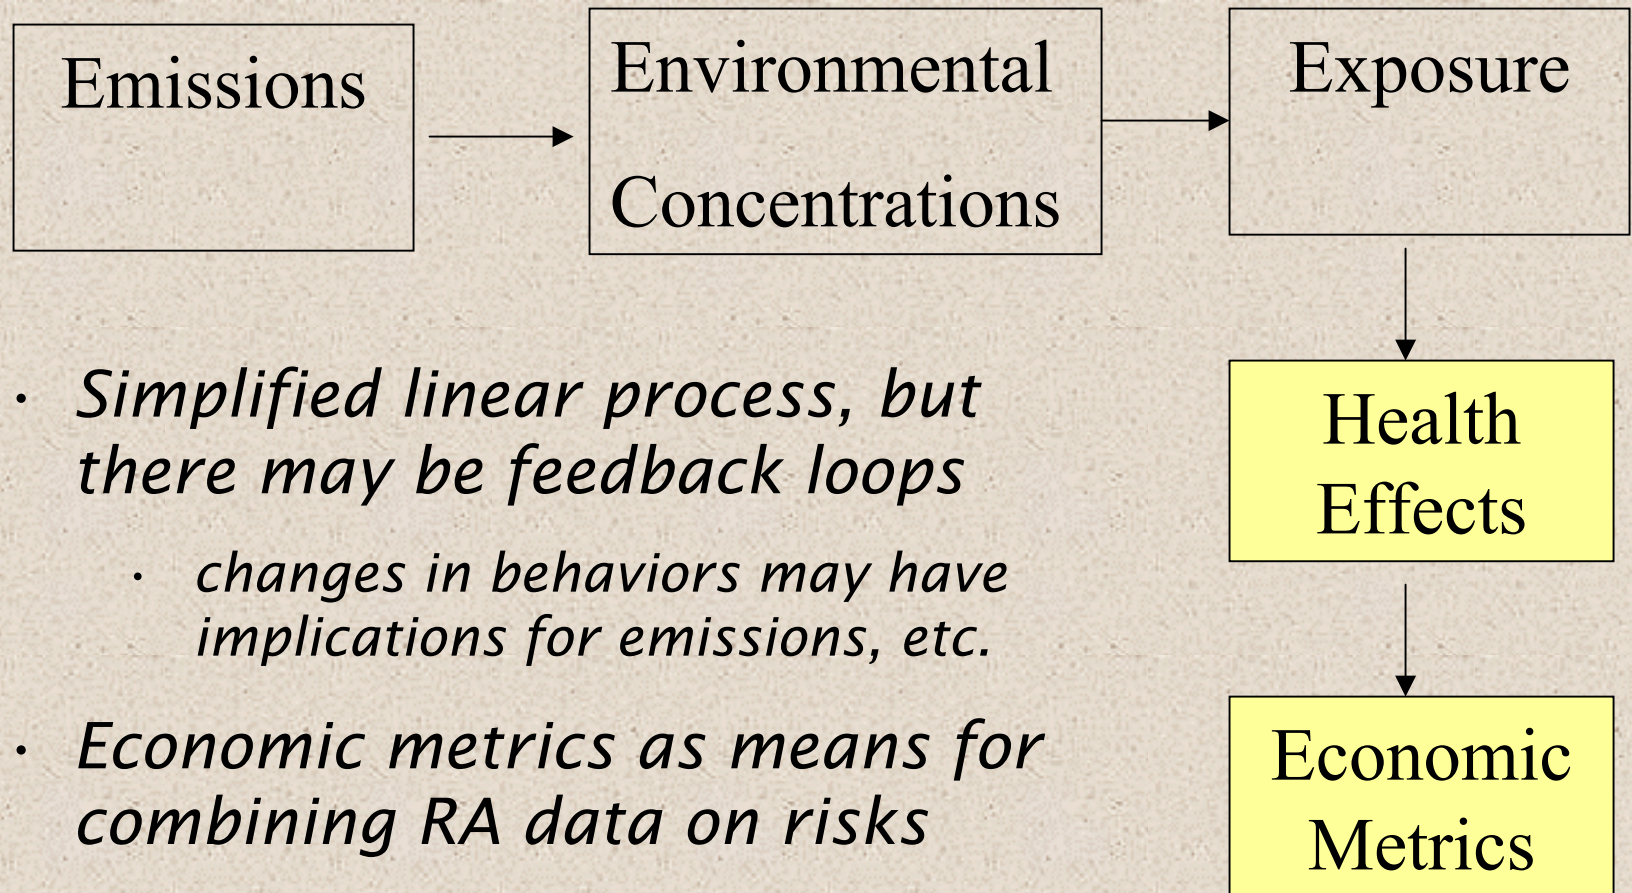 Emissions
Environmental
Concentrations
Exposure
Health
Effects
Economic
Metrics
· Simplified linear process, but
there may be feedback loops
· changes in behaviors may have
implications for emissions, etc.
· Economic metrics as means for
combining RA data on risks